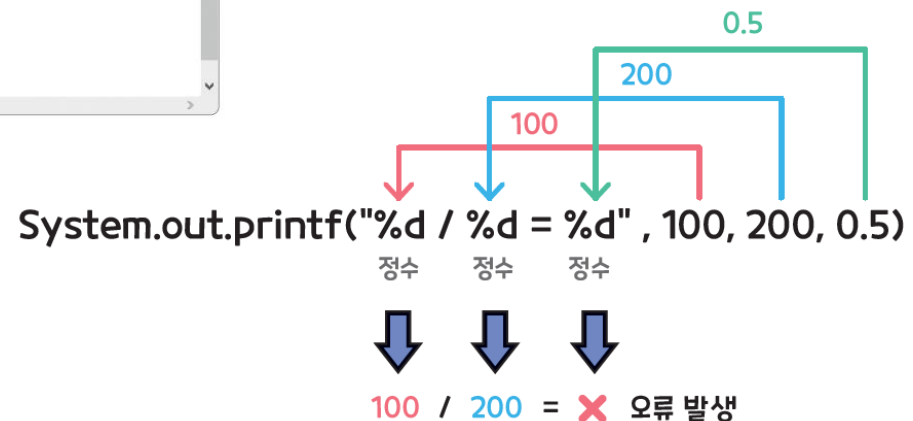 0.5
200
100
System.out.printf("%d / %d = %d" , 100, 200, 0.5)
정수 정수 정수
100 / 200 = ✖ 오류 발생